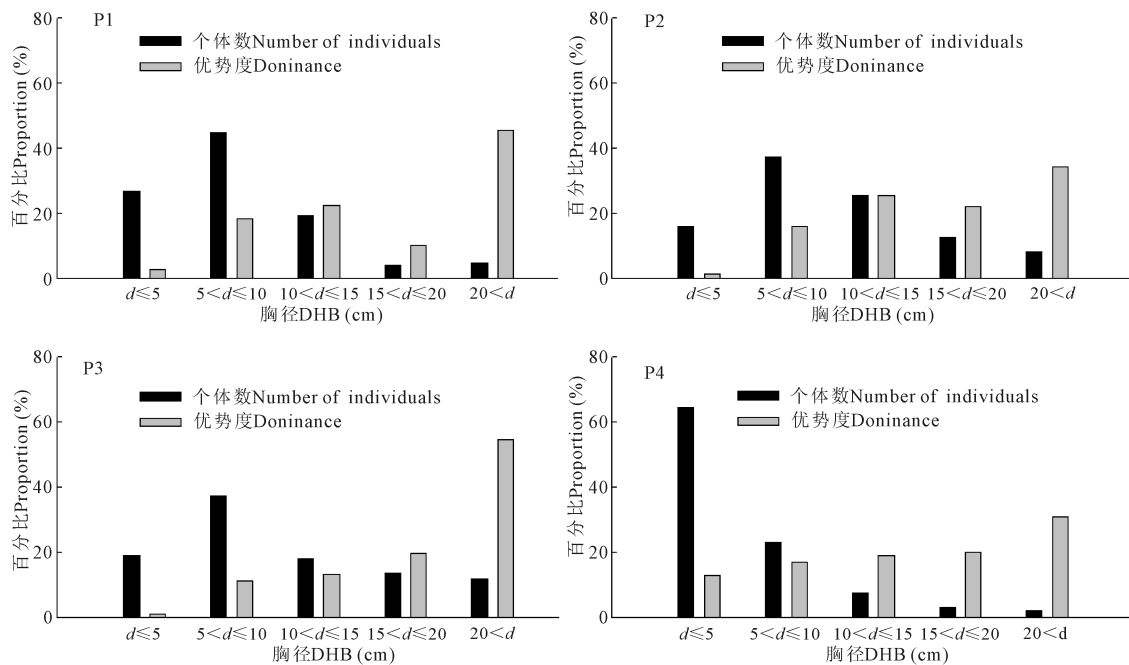 P1
个体数Number of individuals
优势度Doninance
百分比Proportion (%)
80
60
40
20
0
d≤5 5<d≤10 10<d≤15 15<d≤20 20<d
胸径DHB (cm)
P2
个体数Number of individuals
优势度Doninance
百分比Proportion (%)
80
60
40
20
0
d≤5 5<d≤10 10<d≤15 15<d≤20 20<d
胸径DHB (cm)
P3
个体数Number of individuals
优势度Doninance
百分比Proportion (%)
80
60
40
20
0
d≤5 5<d≤10 10<d≤15 15<d≤20 20<d
胸径DHB (cm)
P4
个体数Number of individuals
优势度Doninance
百分比Proportion (%)
80
60
40
20
0
d≤5 5<d≤10 10<d≤15 15<d≤20 20<d
胸径DHB (cm)